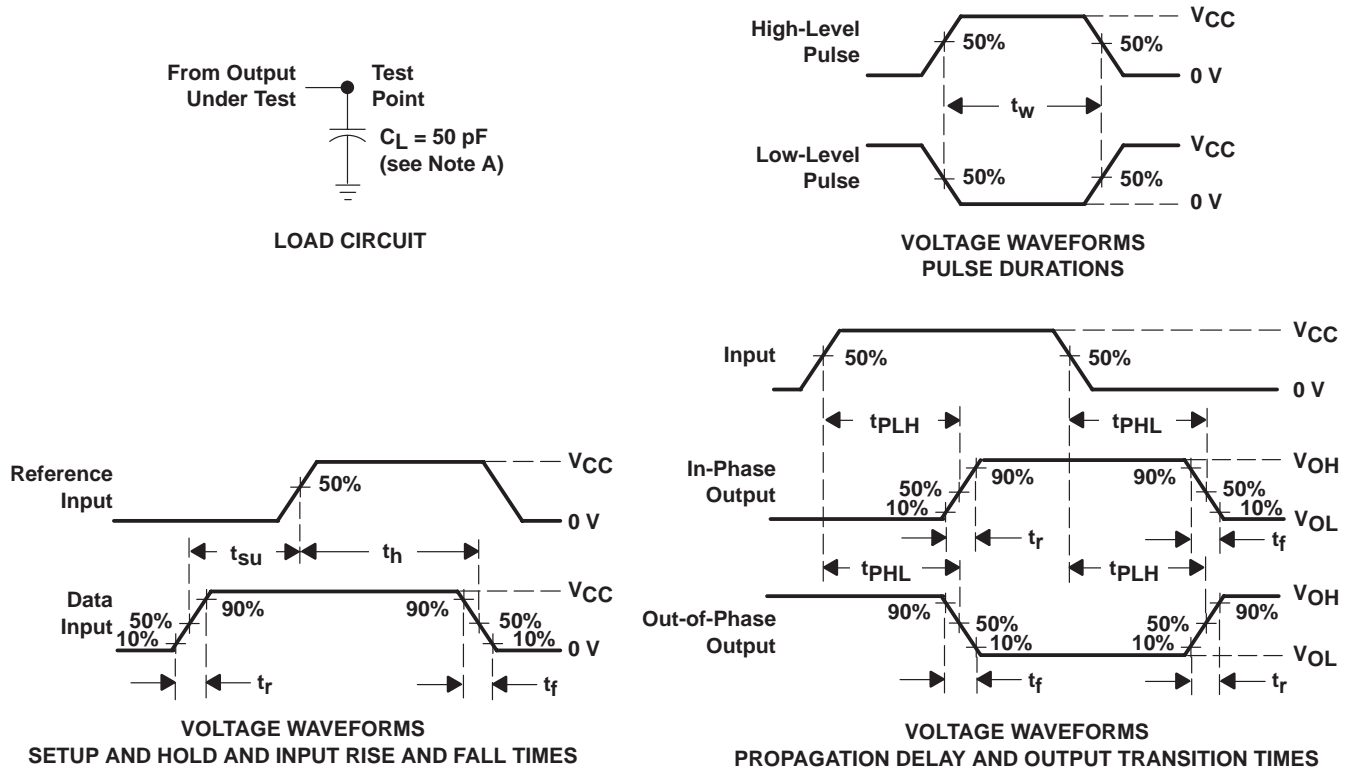 From Output
Under Test
Test
Point
CL = 50 pF
(see Note A)
LOAD CIRCUIT
High-Level
Pulse
50%
50%
VCC
0 V
tw
Low-Level
Pulse
50%
50%
VCC
0 V
VOLTAGE WAVEFORMS
PULSE DURATIONS
Reference
Input
50%
VCC
0 V
tsu
th
Data
Input
50%
10%
90%
90%
50%
10%
VCC
0 V
tr
tf
VOLTAGE WAVEFORMS
SETUP AND HOLD AND INPUT RISE AND FALL TIMES
Input
50%
50%
VCC
0 V
tPLH
tPHL
In-Phase
Output
50%
10%
90%
90%
50%
10%
VOH
VOL
tr
tf
tPHL
tPLH
Out-of-Phase
Output
90%
50%
10%
50%
10%
90%
VOH
VOL
tf
tr
VOLTAGE WAVEFORMS
PROPAGATION DELAY AND OUTPUT TRANSITION TIMES